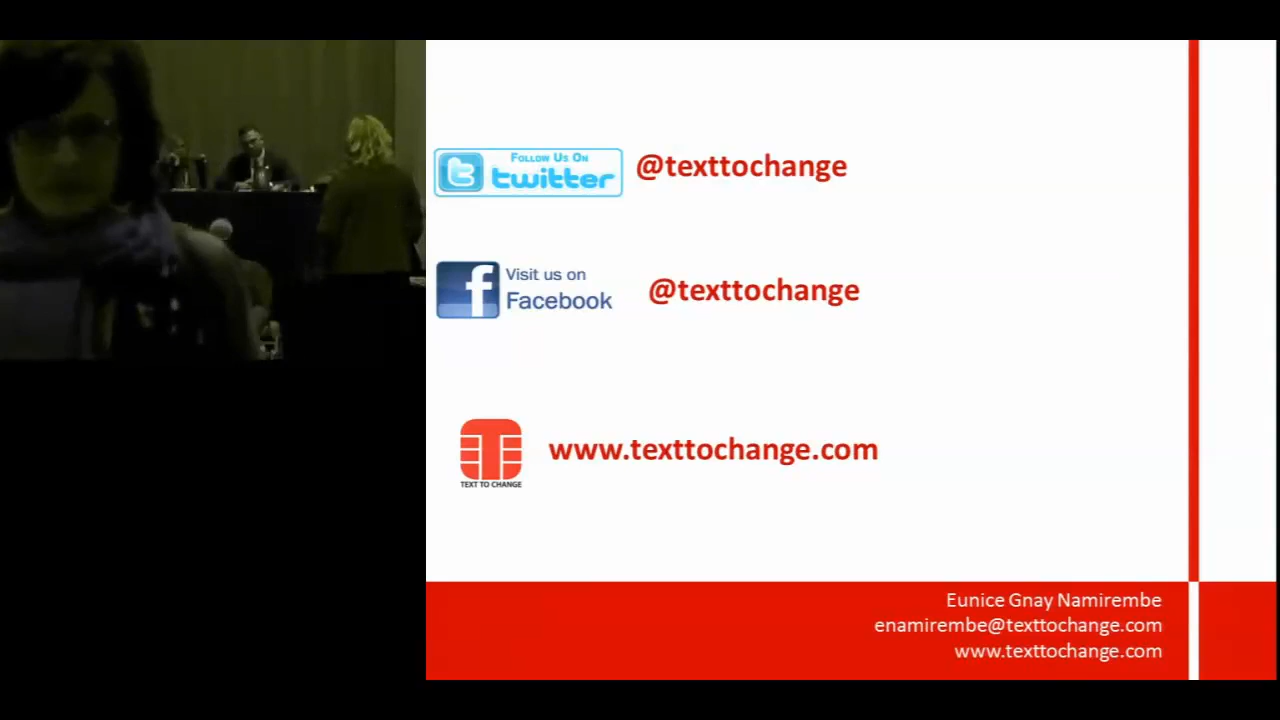 FOLLOW US ON
twitter
@texttochange
f
Visit us on
Facebook
@texttochange
TEXT TO CHANGE
www.texttochange.com
Eunice Gnay Namirembe
enamirembe@texttochange.com
www.texttochange.com